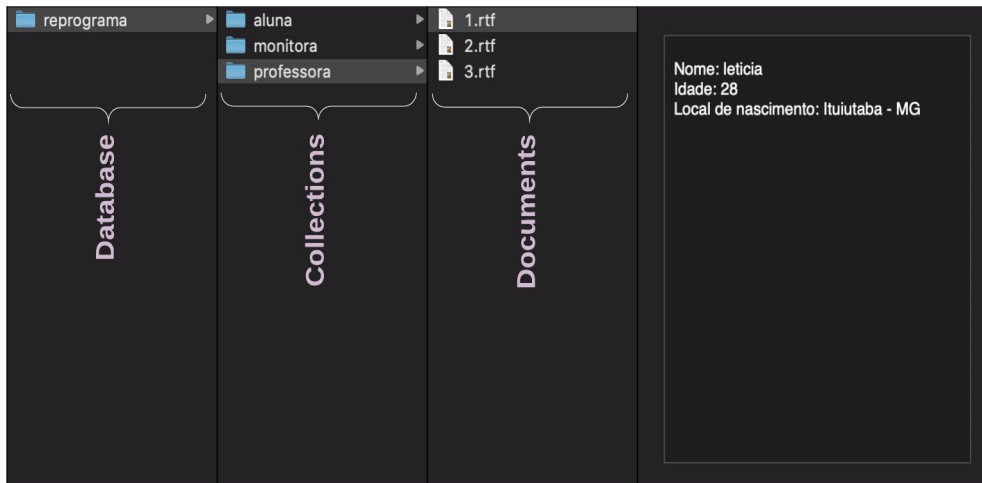 reprograma
aluna
monitora
professora
1.rtf
2.rtf
3.rtf
Database
Collections
Documents
Nome: leticia
Idade: 28
Local de nascimento: Ituiutaba - MG